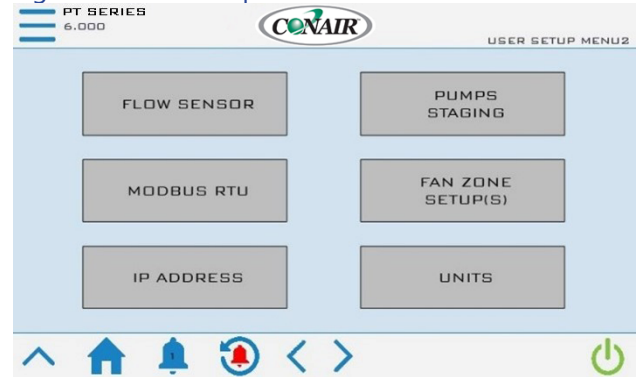 PT SERIES
6.000
CONAIR
USER SETUP MENU2
FLOW SENSOR
PUMPS
STAGING
MODBUS RTU
FAN ZONE
SETUP(S)
IP ADDRESS
UNITS
1